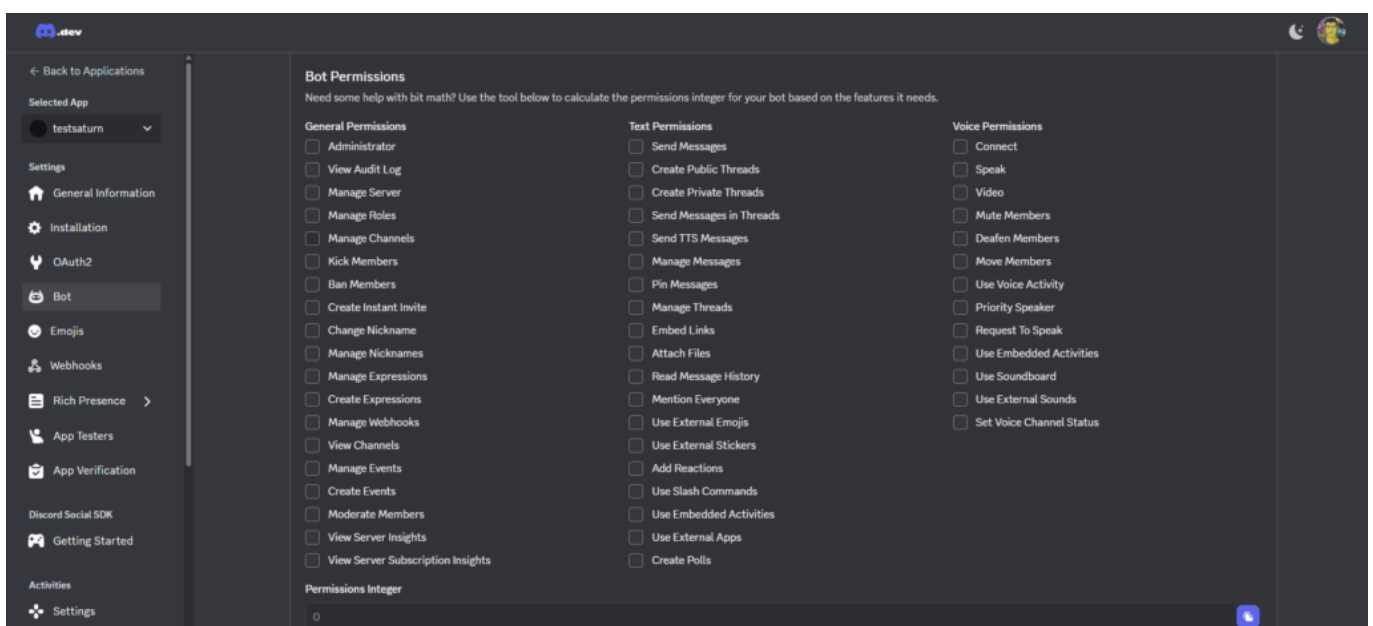 .dev
← Back to Applications
Selected App
testsaturn
Settings
General Information
Installation
OAuth2
Bot
Emojis
Webhooks
Rich Presence
App Testers
App Verification
Discord Social SDK
Getting Started
Activities
Settings
Bot Permissions
Need some help with bit math? Use the tool below to calculate the permissions integer for your bot based on the features it needs.
General Permissions
Administrator
View Audit Log
Manage Server
Manage Roles
Manage Channels
Kick Members
Ban Members
Create Instant Invite
Change Nickname
Manage Nicknames
Manage Expressions
Create Expressions
Manage Webhooks
View Channels
Manage Events
Create Events
Moderate Members
View Server Insights
View Server Subscription Insights
Text Permissions
Send Messages
Create Public Threads
Create Private Threads
Send Messages in Threads
Send TTS Messages
Manage Messages
Pin Messages
Manage Threads
Embed Links
Attach Files
Read Message History
Mention Everyone
Use External Emojis
Use External Stickers
Add Reactions
Use Slash Commands
Use Embedded Activities
Use External Apps
Create Polls
Voice Permissions
Connect
Speak
Video
Mute Members
Deafen Members
Move Members
Use Voice Activity
Priority Speaker
Request To Speak
Use Embedded Activities
Use Soundboard
Use External Sounds
Set Voice Channel Status
Permissions Integer
0